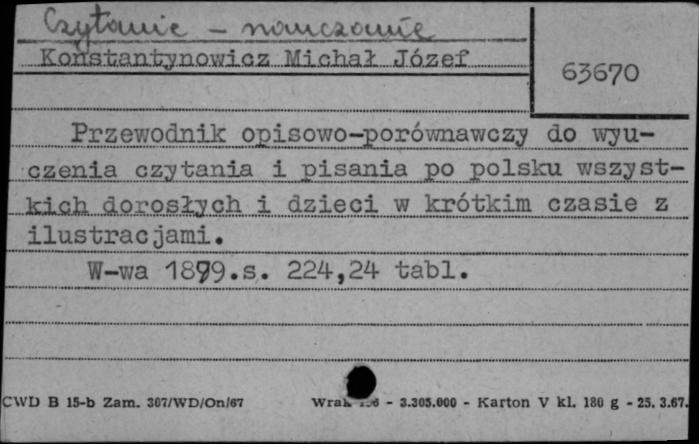 Czytanie - nauczanie
Konstantynowicz Michał Józef
63670
Przewodnik opisowo-porównawczy do wyu-
czenia czytania i pisania po polsku wszyst-
kich dorosłych i dzieci w krótkim czasie z
ilustracjami.
W-wa 1899.s. 224,24 tabl.
CWD B 15-b Zam. 307/WD/On/67
- 3.305.000 - Karton V kl. 180 g - 25. 3.67.